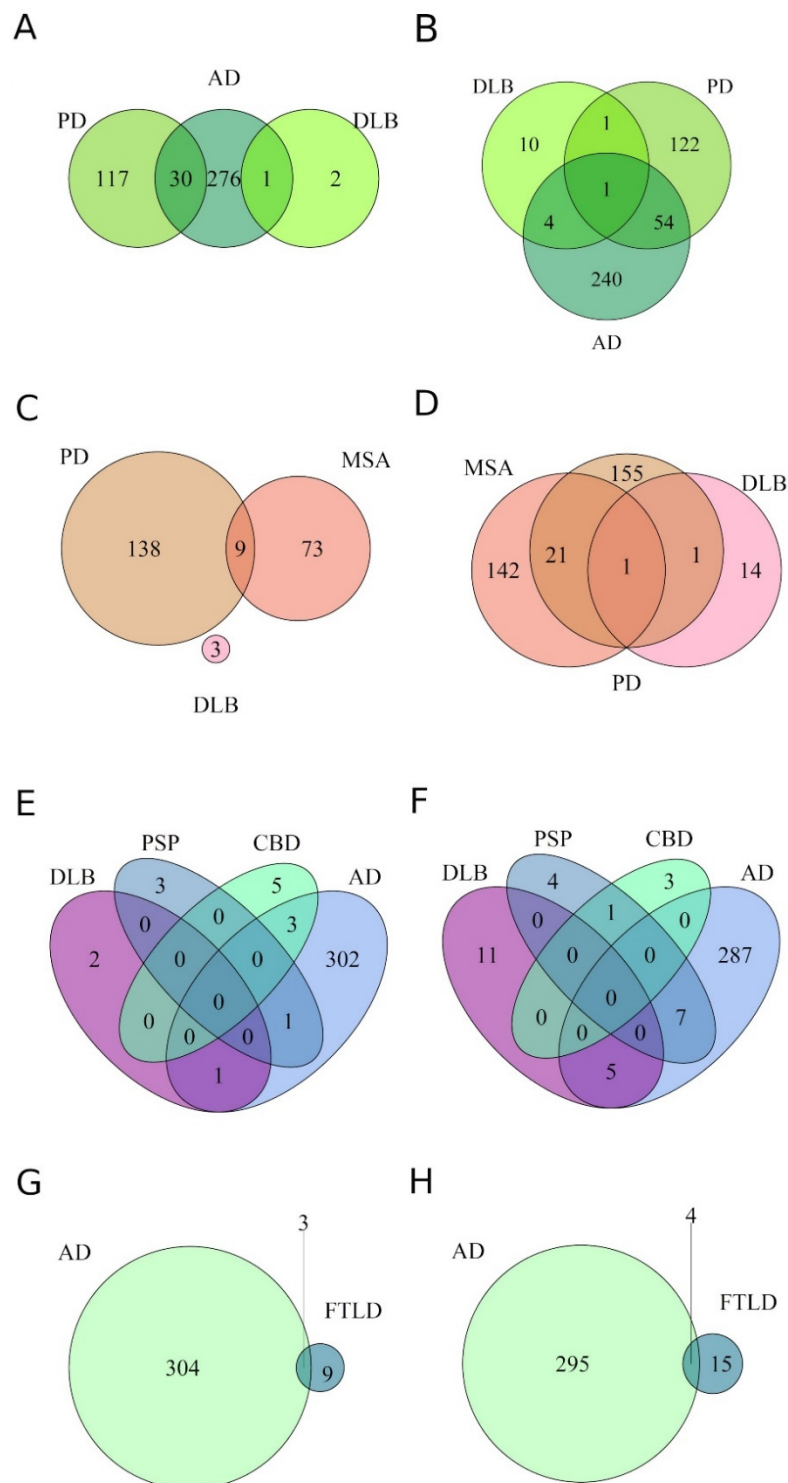 A
AD
PD
DLB
117
30
276
1
2
B
DLB
PD
10
1
122
1
4
54
240
AD
C
PD
MSA
138
9
73
3
DLB
D
MSA
155
DLB
142
21
1
1
14
PD
E
PSP
CBD
DLB
AD
3
5
0
0
3
2
0
0
302
0
0
0
0
1
1
F
PSP
CBD
DLB
AD
4
3
0
1
0
11
0
0
287
0
0
0
0
7
5
G
3
AD
FTLD
304
9
H
4
AD
FTLD
295
15